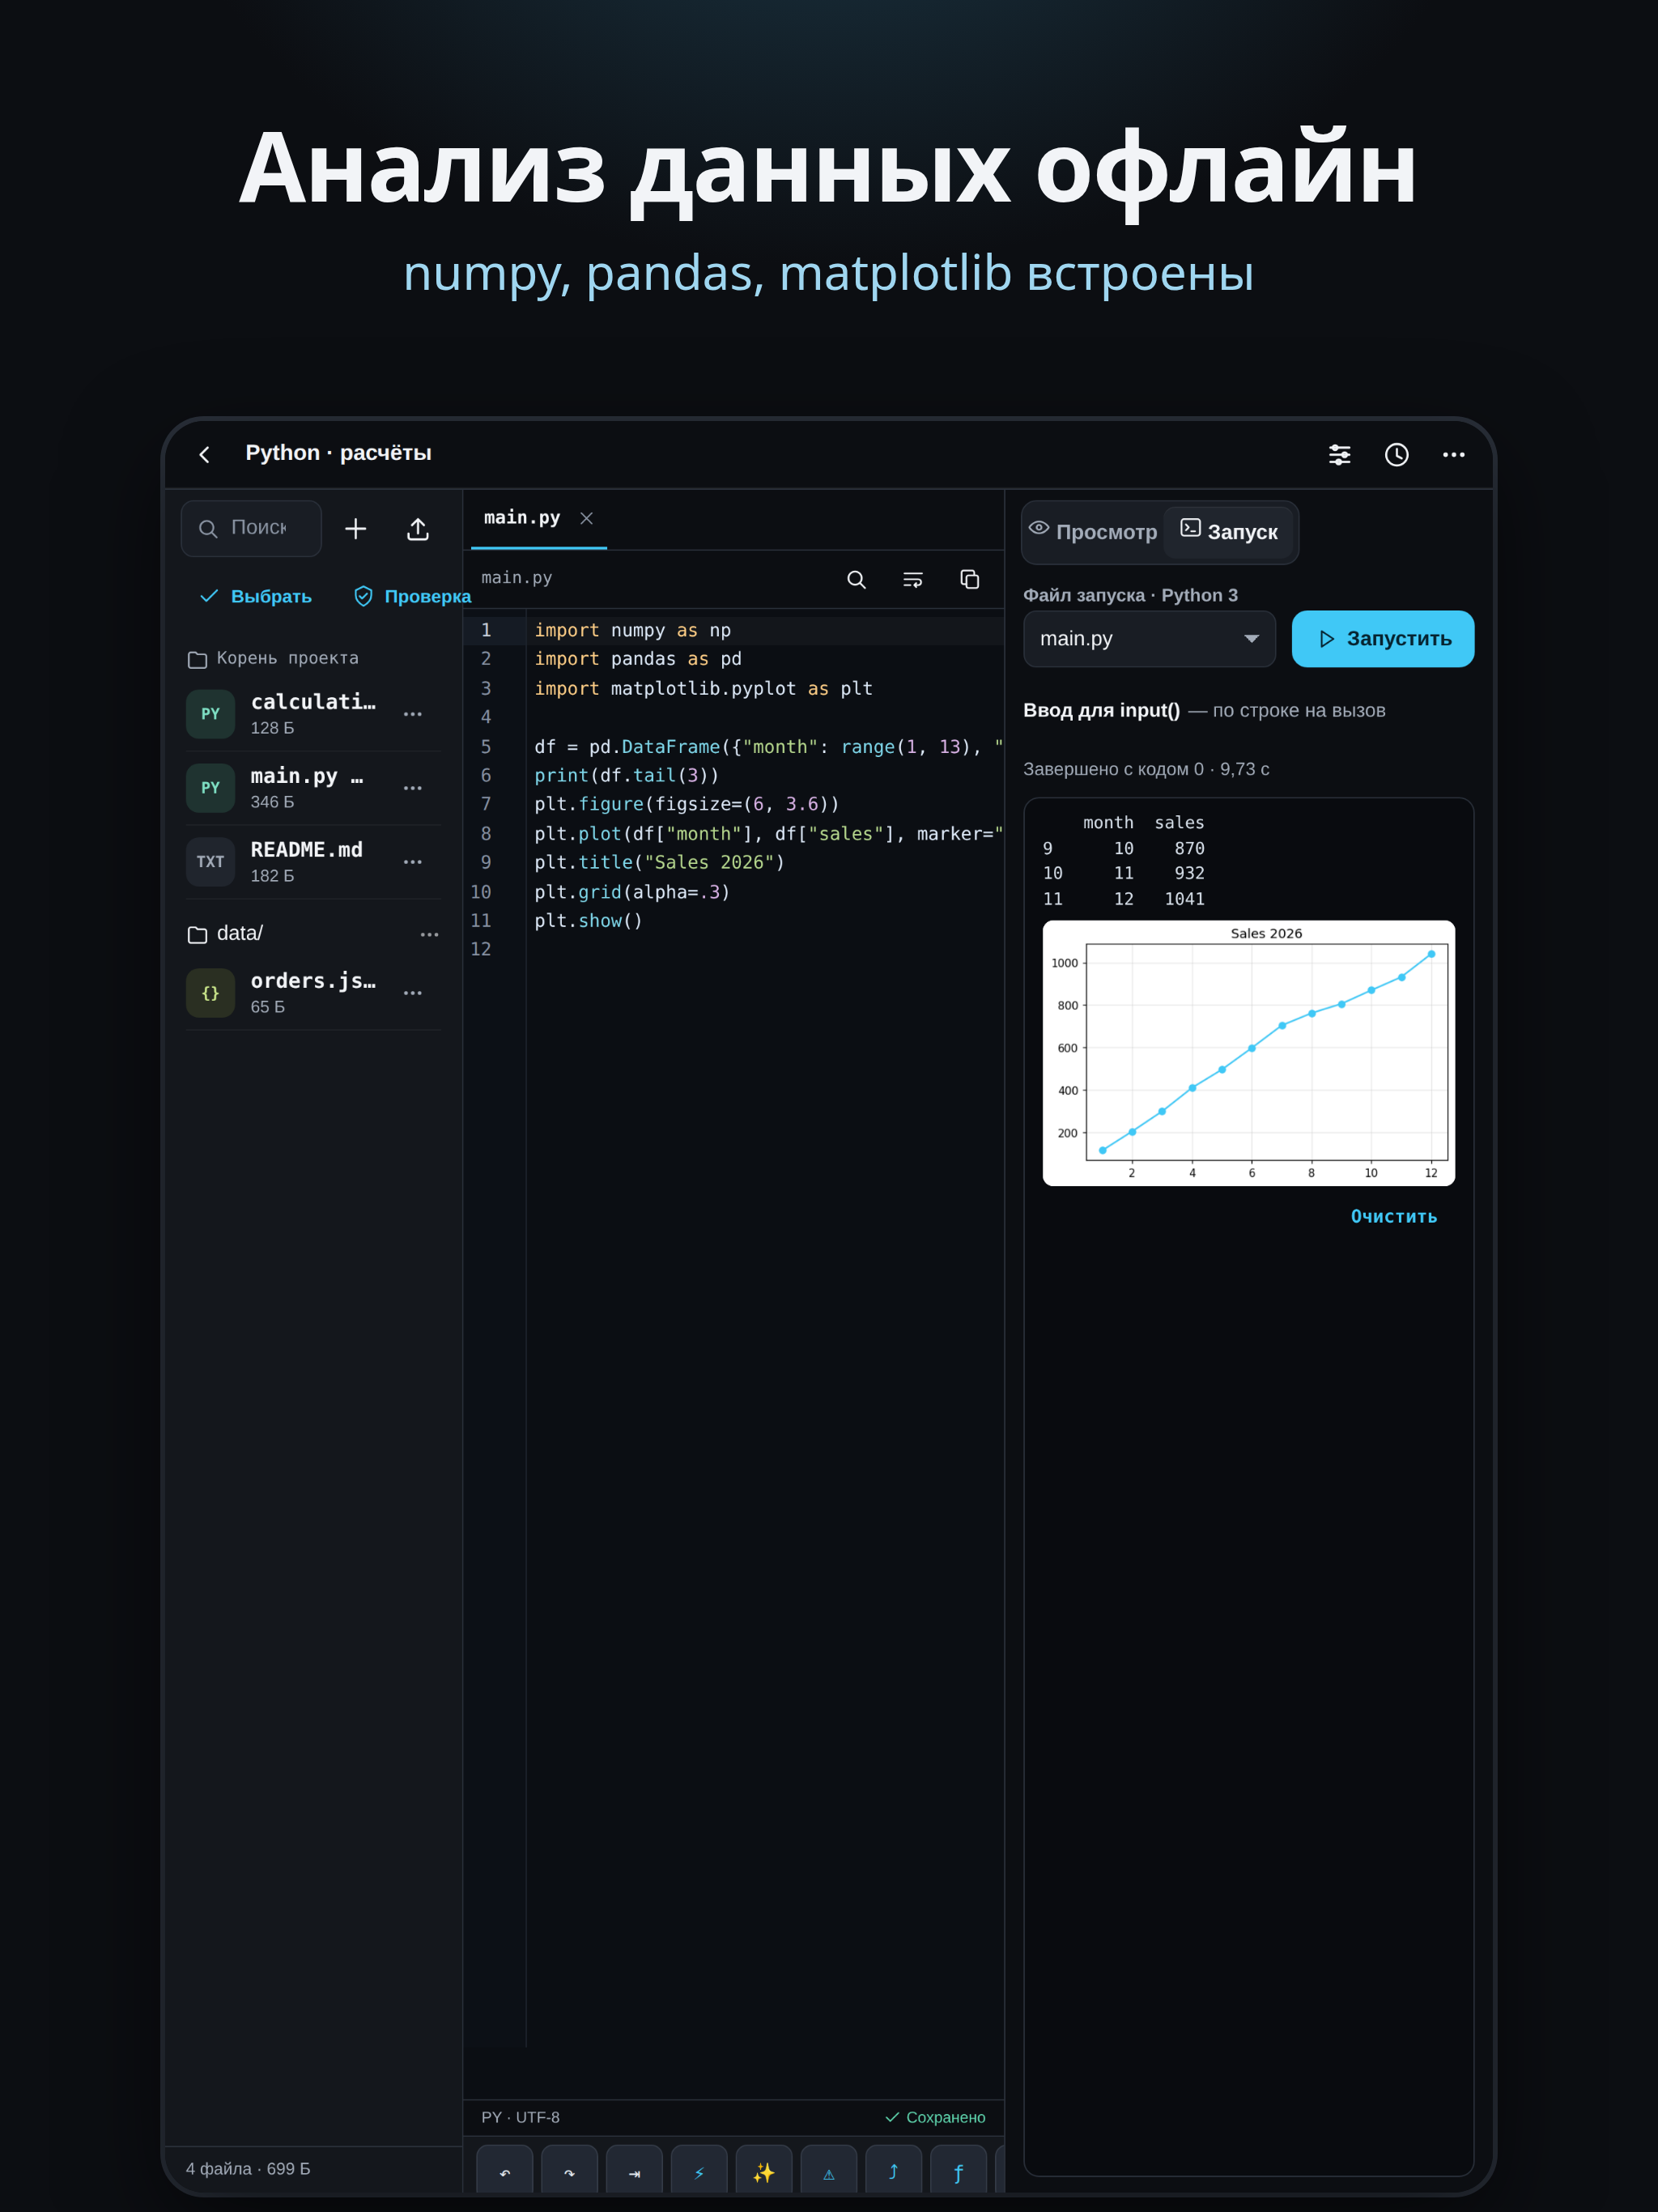 Анализ данных офлайн
numpy, pandas, matplotlib встроены
Python · расчёты
Поиск
Выбрать
Проверка
Корень проекта
PY
calculati…
128 Б
PY
main.py …
346 Б
TXT
README.md
182 Б
data/
{}
orders.js…
65 Б
4 файла · 699 Б
main.py
main.py
1 import numpy as np
2 import pandas as pd
3 import matplotlib.pyplot as plt
4
5 df = pd.DataFrame({"month": range(1, 13), "
6 print(df.tail(3))
7 plt.figure(figsize=(6, 3.6))
8 plt.plot(df["month"], df["sales"], marker="
9 plt.title("Sales 2026")
10 plt.grid(alpha=.3)
11 plt.show()
12
PY · UTF-8
Сохранено
Просмотр
Запуск
Файл запуска · Python 3
main.py
Запустить
Ввод для input() — по строке на вызов
Завершено с кодом 0 · 9,73 с
month sales
9 10 870
10 11 932
11 12 1041
Sales 2026
1000
800
600
400
200
2 4 6 8 10 12
Очистить